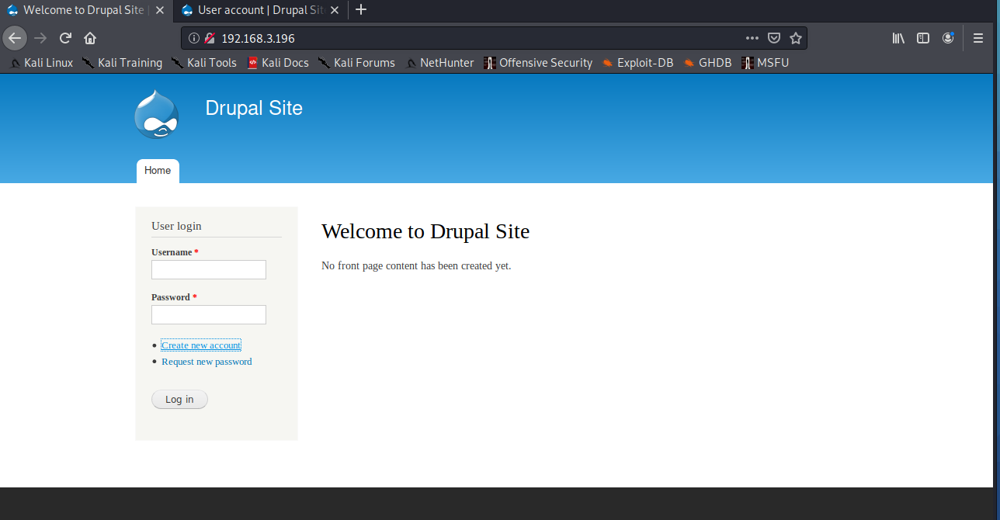 Welcome to Drupal Site |
User account | Drupal Sit
192.168.3.196
Kali Linux Kali Training Kali Tools Kali Docs Kali Forums NetHunter Offensive Security Exploit-DB GHDB MSFU
Drupal Site
Home
User login
Username *
Password *
Create new account
Request new password
Log in
Welcome to Drupal Site
No front page content has been created yet.